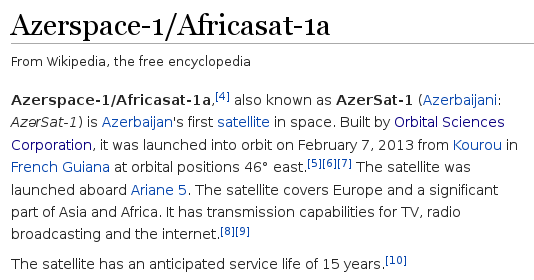 Azerspace-1/Africasat-1a
From Wikipedia, the free encyclopedia
Azerspace-1/Africasat-1a,[4] also known as AzerSat-1 (Azerbaijani:
AzərSat-1) is Azerbaijan's first satellite in space. Built by Orbital Sciences
Corporation, it was launched into orbit on February 7, 2013 from Kourou in
French Guiana at orbital positions 46° east.[5][6][7] The satellite was
launched aboard Ariane 5. The satellite covers Europe and a significant
part of Asia and Africa. It has transmission capabilities for TV, radio
broadcasting and the internet.[8][9]
The satellite has an anticipated service life of 15 years.[10]